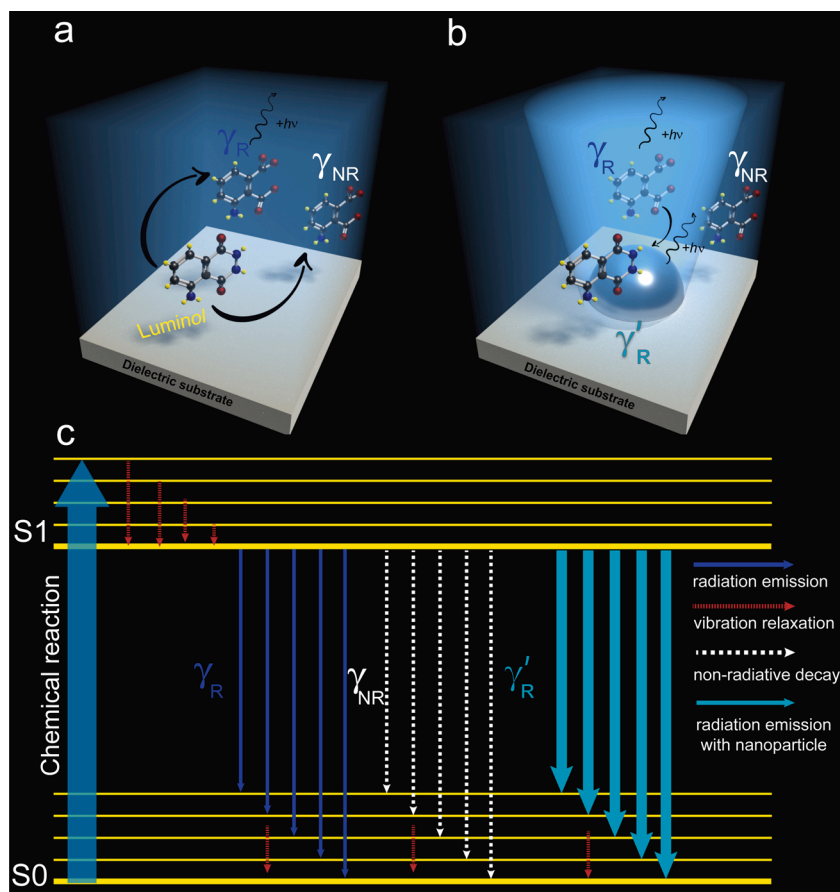 a
b
+hν
γR
γNR
Luminol
Dielectric substrate
+hν
γR
γNR
+hν
γ'R
Dielectric substrate
c
S1
Chemical reaction
γR
γNR
γ'R
radiation emission
vibration relaxation
non-radiative decay
radiation emission
with nanoparticle
S0